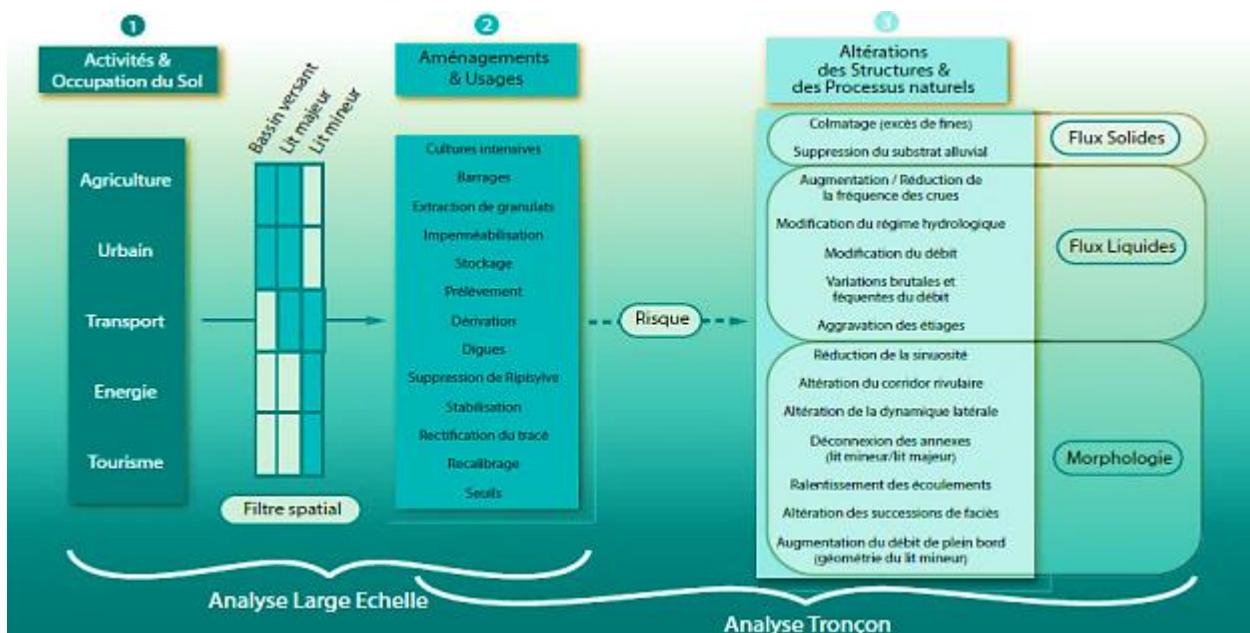 1
Activités &
Occupation du Sol
Bassin versant
Lit majeur
Lit mineur
Agriculture
Urbain
Transport
Energie
Tourisme
Filtre spatial
2
Aménagements
& Usages
Cultures intensives
Barrages
Extraction de granulats
Imperméabilisation
Stockage
Prélèvement
Dérivation
Digues
Suppression de Ripisylve
Stabilisation
Rectification du tracé
Recalibrage
Seuils
Risque
3
Altérations
des Structures &
des Processus naturels
Colmatage (excès de fines)
Suppression du substrat alluvial
Flux Solides
Augmentation / Réduction de
la fréquence des crues
Modification du régime hydrologique
Modification du débit
Variations brutales et
féquentes du débit
Aggravation des étiages
Flux Liquides
Réduction de la sinuosité
Altération du corridor rivulaire
Altération de la dynamique latérale
Déconnexion des annexes
(lit mineur/lit majeur)
Ralentissement des écoulements
Altération des successions de faciès
Augmentation du débit de plein bord
(géométrie du lit mineur)
Morphologie
Analyse Large Echelle
Analyse Tronçon